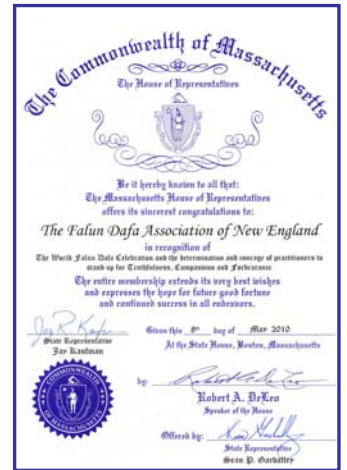 The Commonwealth of Massachusetts
The House of Representatives
Be it hereby known to all that:
The Massachusetts House of Representatives
offers its sincerest congratulations to:
The Falun Dafa Association of New England
in recognition of
The World Falun Dafa Celebration and the determination and courage of practitioners to
stand up for Truthfulness, Compassion and Forbearance.
The entire membership extends its very best wishes
and expresses the hope for future good fortune
and continued success in all endeavors.
Given this 8th day of May 2010
At the State House, Boston, Massachusetts
State Representative
Jay Kaufman
by:
Robert A. DeLeo
Speaker of the House
Offered by:
State Representative
Sean P. Garballey
COMMONWEALTH
OF MASSACHUSETTS